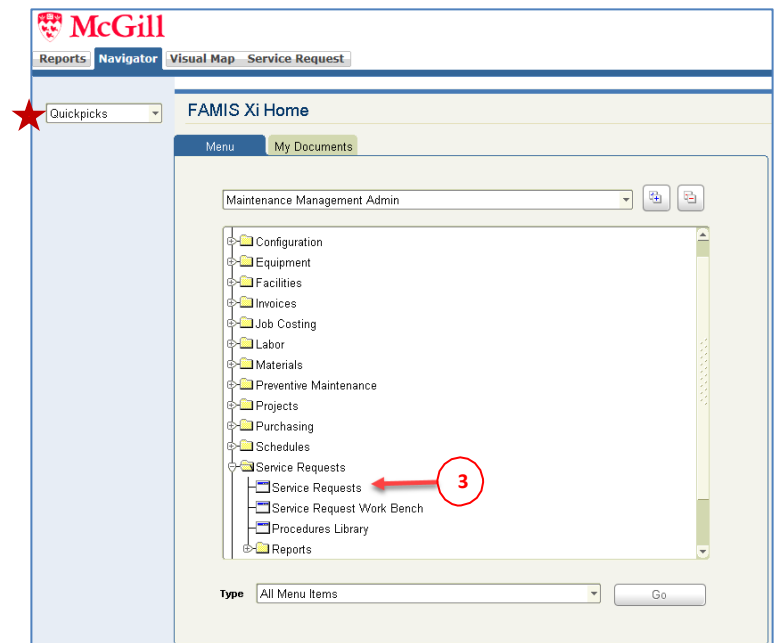 McGill
Reports Navigator Visual Map Service Request
Quickpicks
FAMIS Xi Home
Menu My Documents
Maintenance Management Admin
Configuration
Equipment
Facilities
Invoices
Job Costing
Labor
Materials
Preventive Maintenance
Projects
Purchasing
Schedules
Service Requests
Service Requests 3
Service Request Work Bench
Procedures Library
Reports
Type All Menu Items Go